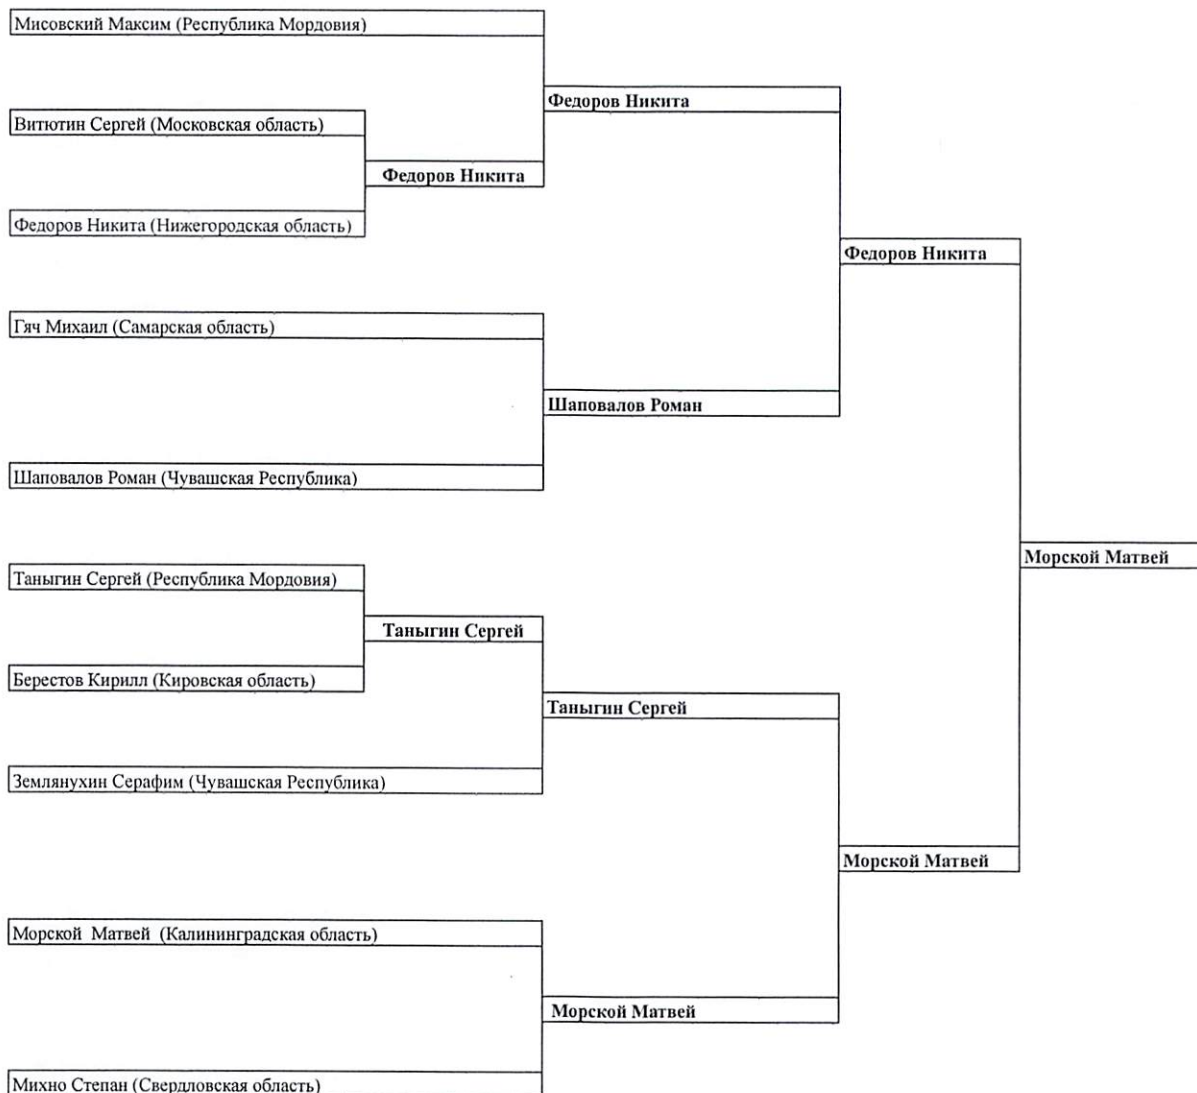 Мисовский Максим (Республика Мордовия)
Федоров Никита
Витютин Сергей (Московская область)
Федоров Никита
Федоров Никита (Нижегородская область)
Федоров Никита
Гяч Михаил (Самарская область)
Шаповалов Роман
Шаповалов Роман (Чувашская Республика)
Морской Матвей
Таныгин Сергей (Республика Мордовия)
Таныгин Сергей
Берестов Кирилл (Кировская область)
Таныгин Сергей
Землянухин Серафим (Чувашская Республика)
Морской Матвей
Морской Матвей (Калининградская область)
Морской Матвей
Михно Степан (Свердловская область)